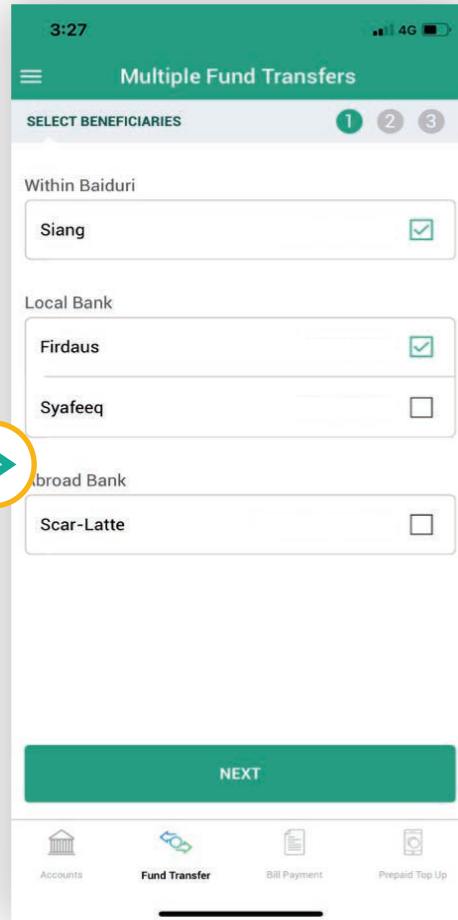 3:27 4G
Multiple Fund Transfers
SELECT BENEFICIARIES 1 2 3
Within Baiduri
Siang
Local Bank
Firdaus
Syafeeq
broad Bank
Scar-Latte
NEXT
Accounts Fund Transfer Bill Payment Prepaid Top Up